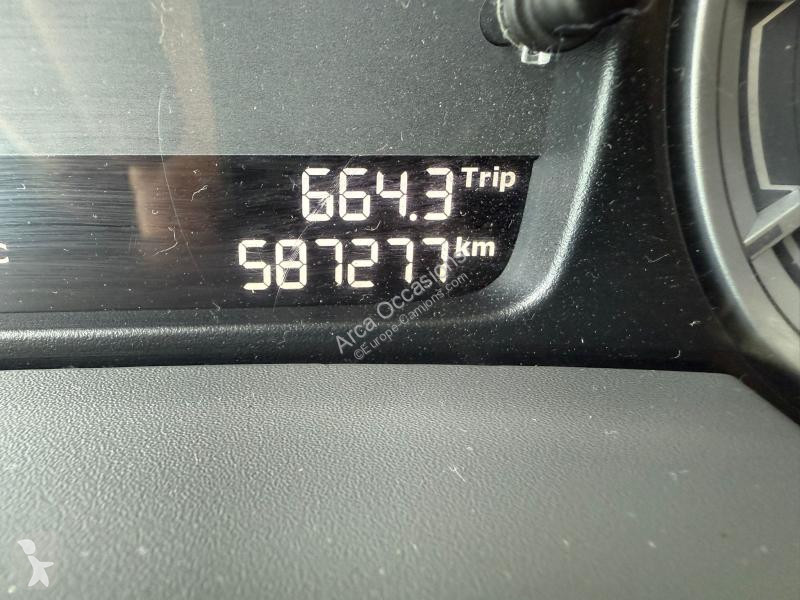 664.3 Trip
587277 km
C
Arca Occasions
©Europe-Camions.com